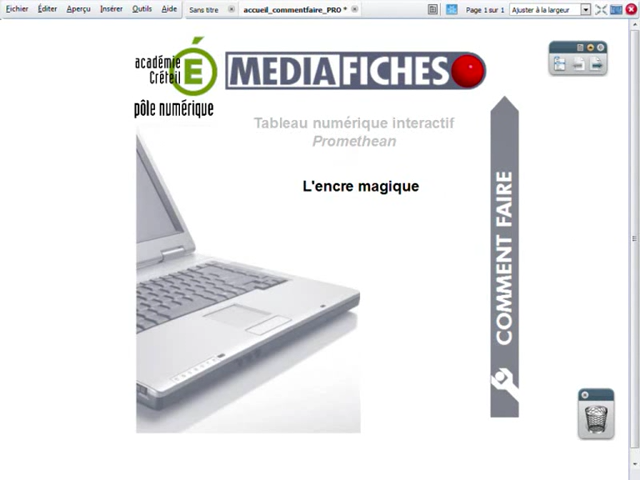 Fichier Éditer Aperçu Insérer Outils Aide
Sans titre
accueil_commentfaire_PRO *
Page 1 sur 1
Ajuster à la largeur
académie
Créteil
É
pôle numérique
MEDIAFICHES
Tableau numérique interactif
Promethean
L'encre magique
COMMENT FAIRE